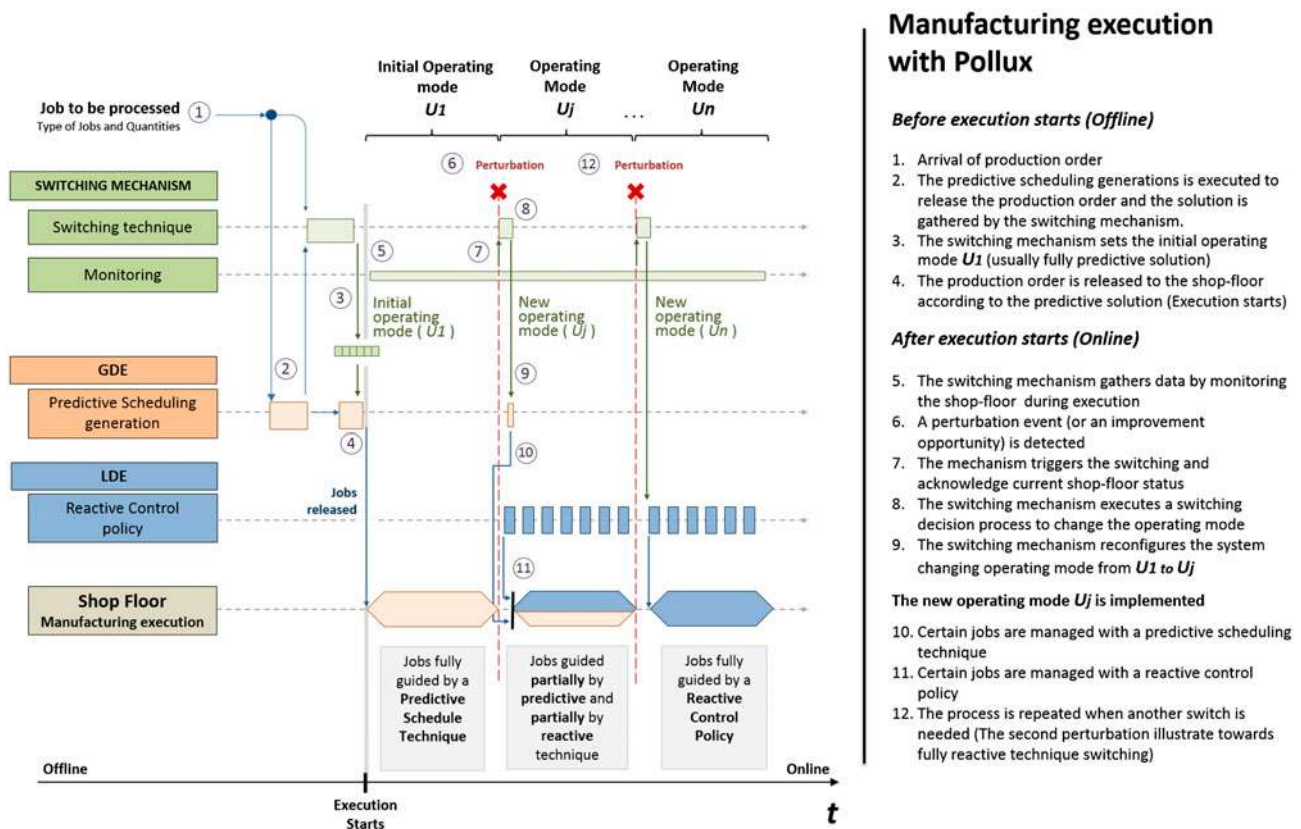 Initial Operating
mode
U1
Operating
Mode
Uj
...
Operating
Mode
Un
Job to be processed
Type of Jobs and Quantities
1
6
Perturbation
12
Perturbation
SWITCHING MECHANISM
Switching technique
8
5
7
Monitoring
3
Initial
operating
mode ( U1 )
New
operating
mode ( Uj )
New
operating
mode ( Un )
GDE
2
9
Predictive Scheduling
generation
4
10
LDE
Reactive Control
policy
Jobs
released
11
Shop Floor
Manufacturing execution
Jobs fully
guided by a
Predictive
Schedule
Technique
Jobs guided
partially by
predictive and
partially by
reactive
technique
Jobs fully
guided by a
Reactive
Control
Policy
Offline
Online
Execution
Starts
t
Manufacturing execution
with Pollux
Before execution starts (Offline)
1. Arrival of production order
2. The predictive scheduling generations is executed to
release the production order and the solution is
gathered by the switching mechanism.
3. The switching mechanism sets the initial operating
mode U1 (usually fully predictive solution)
4. The production order is released to the shop-floor
according to the predictive solution (Execution starts)
After execution starts (Online)
5. The switching mechanism gathers data by monitoring
the shop-floor during execution
6. A perturbation event (or an improvement
opportunity) is detected
7. The mechanism triggers the switching and
acknowledge current shop-floor status
8. The switching mechanism executes a switching
decision process to change the operating mode
9. The switching mechanism reconfigures the system
changing operating mode from U1 to Uj
The new operating mode Uj is implemented
10. Certain jobs are managed with a predictive scheduling
technique
11. Certain jobs are managed with a reactive control
policy
12. The process is repeated when another switch is
needed (The second perturbation illustrate towards
fully reactive technique switching)